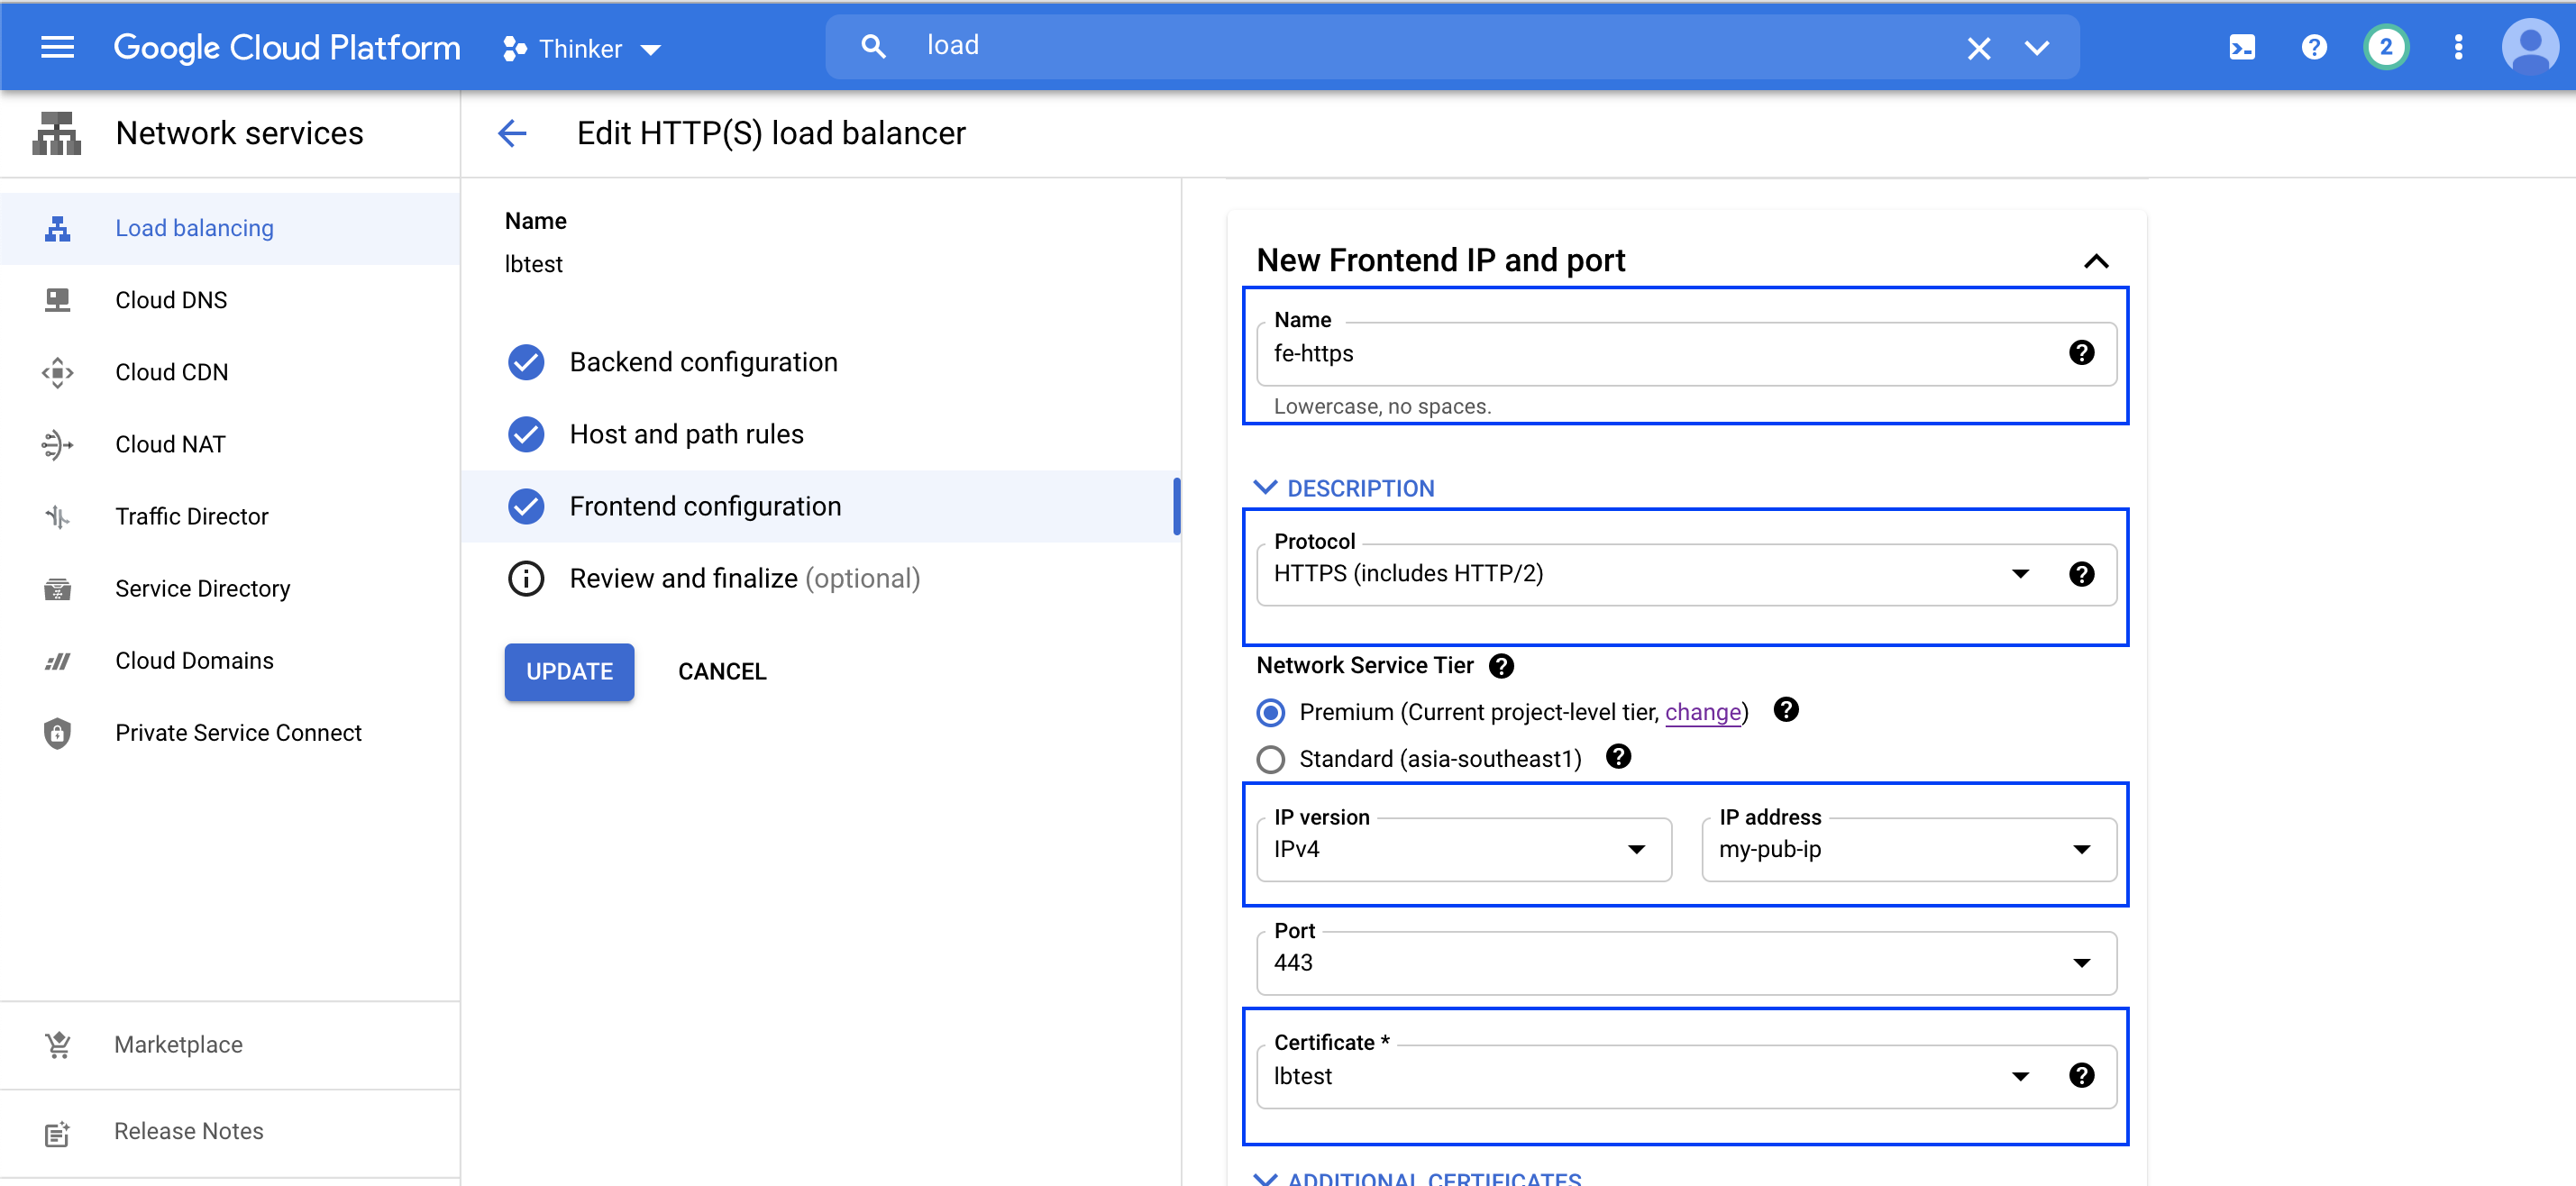 Google Cloud Platform
Thinker
load
2
Network services
Edit HTTP(S) load balancer
Load balancing
Cloud DNS
Cloud CDN
Cloud NAT
Traffic Director
Service Directory
Cloud Domains
Private Service Connect
Marketplace
Release Notes
Name
lbtest
Backend configuration
Host and path rules
Frontend configuration
Review and finalize (optional)
UPDATE CANCEL
New Frontend IP and port
Name
fe-https
Lowercase, no spaces.
DESCRIPTION
Protocol
HTTPS (includes HTTP/2)
Network Service Tier
Premium (Current project-level tier, change)
Standard (asia-southeast1)
IP version
IPv4
IP address
my-pub-ip
Port
443
Certificate *
lbtest
ADDITIONAL CERTIFICATES